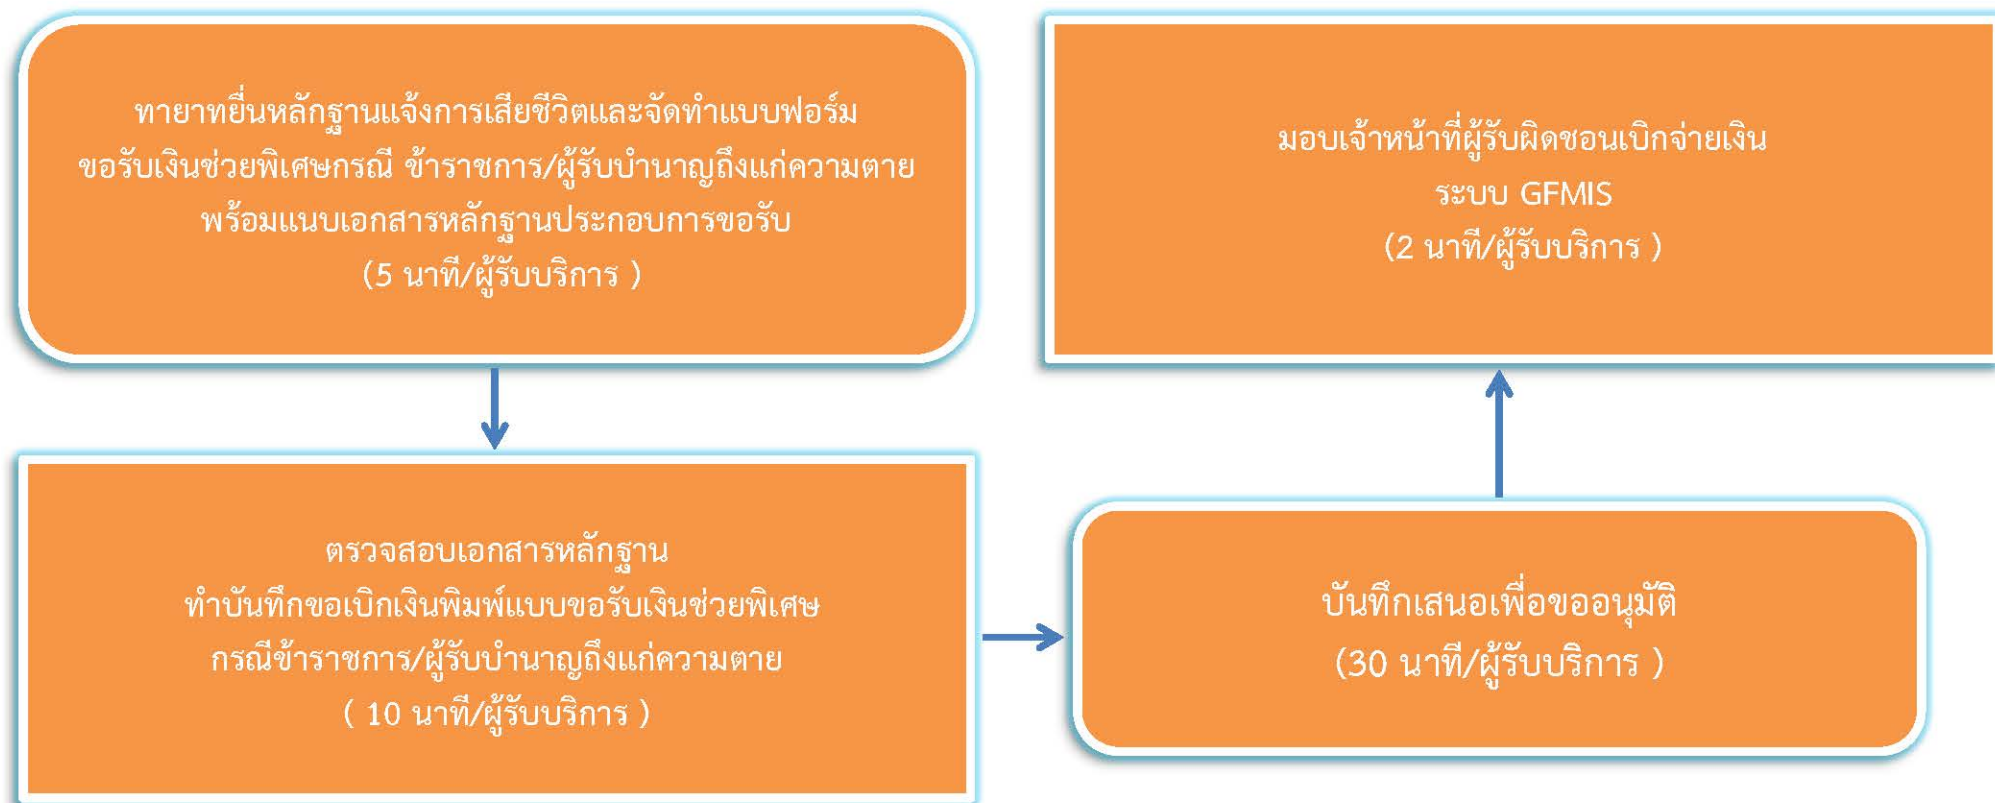 ทายาทยื่นหลักฐานแจ้งการเสียชีวิตและจัดทำแบบฟอร์ม
ขอรับเงินช่วยพิเศษกรณี ข้าราชการ/ผู้รับบำนาญถึงแก่ความตาย
พร้อมแนบเอกสารหลักฐานประกอบการขอรับ
(5 นาที/ผู้รับบริการ )
ตรวจสอบเอกสารหลักฐาน
ทำบันทึกขอเบิกเงินพิมพ์แบบขอรับเงินช่วยพิเศษ
กรณีข้าราชการ/ผู้รับบำนาญถึงแก่ความตาย
( 10 นาที/ผู้รับบริการ )
บันทึกเสนอเพื่อขออนุมัติ
(30 นาที/ผู้รับบริการ )
มอบเจ้าหน้าที่ผู้รับผิดชอนเบิกจ่ายเงิน
ระบบ GFMIS
(2 นาที/ผู้รับบริการ )